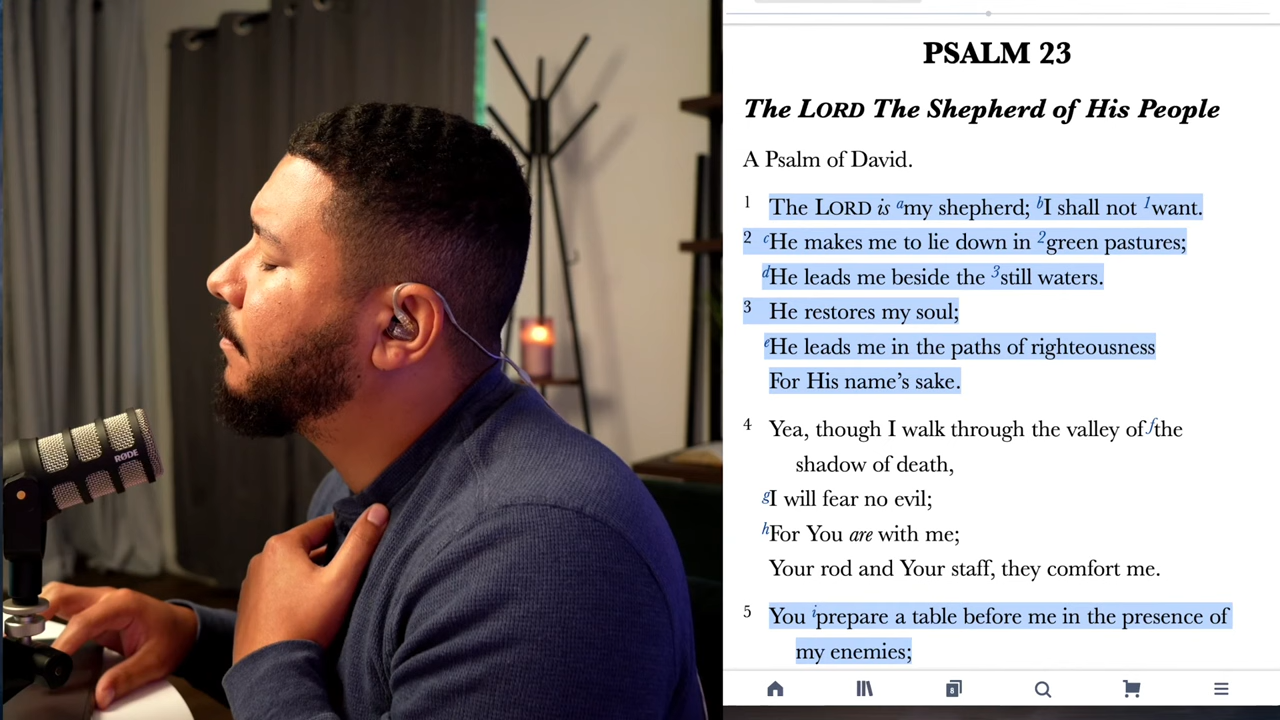 PSALM 23
The LORD The Shepherd of His People
A Psalm of David.
1 The LORD is amy shepherd; bI shall not 1want.
2 cHe makes me to lie down in 2green pastures;
dHe leads me beside the 3still waters.
3 He restores my soul;
eHe leads me in the paths of righteousness
For His name’s sake.
4 Yea, though I walk through the valley of fthe
shadow of death,
gI will fear no evil;
hFor You are with me;
Your rod and Your staff, they comfort me.
5 You iprepare a table before me in the presence of
my enemies;
RØDE